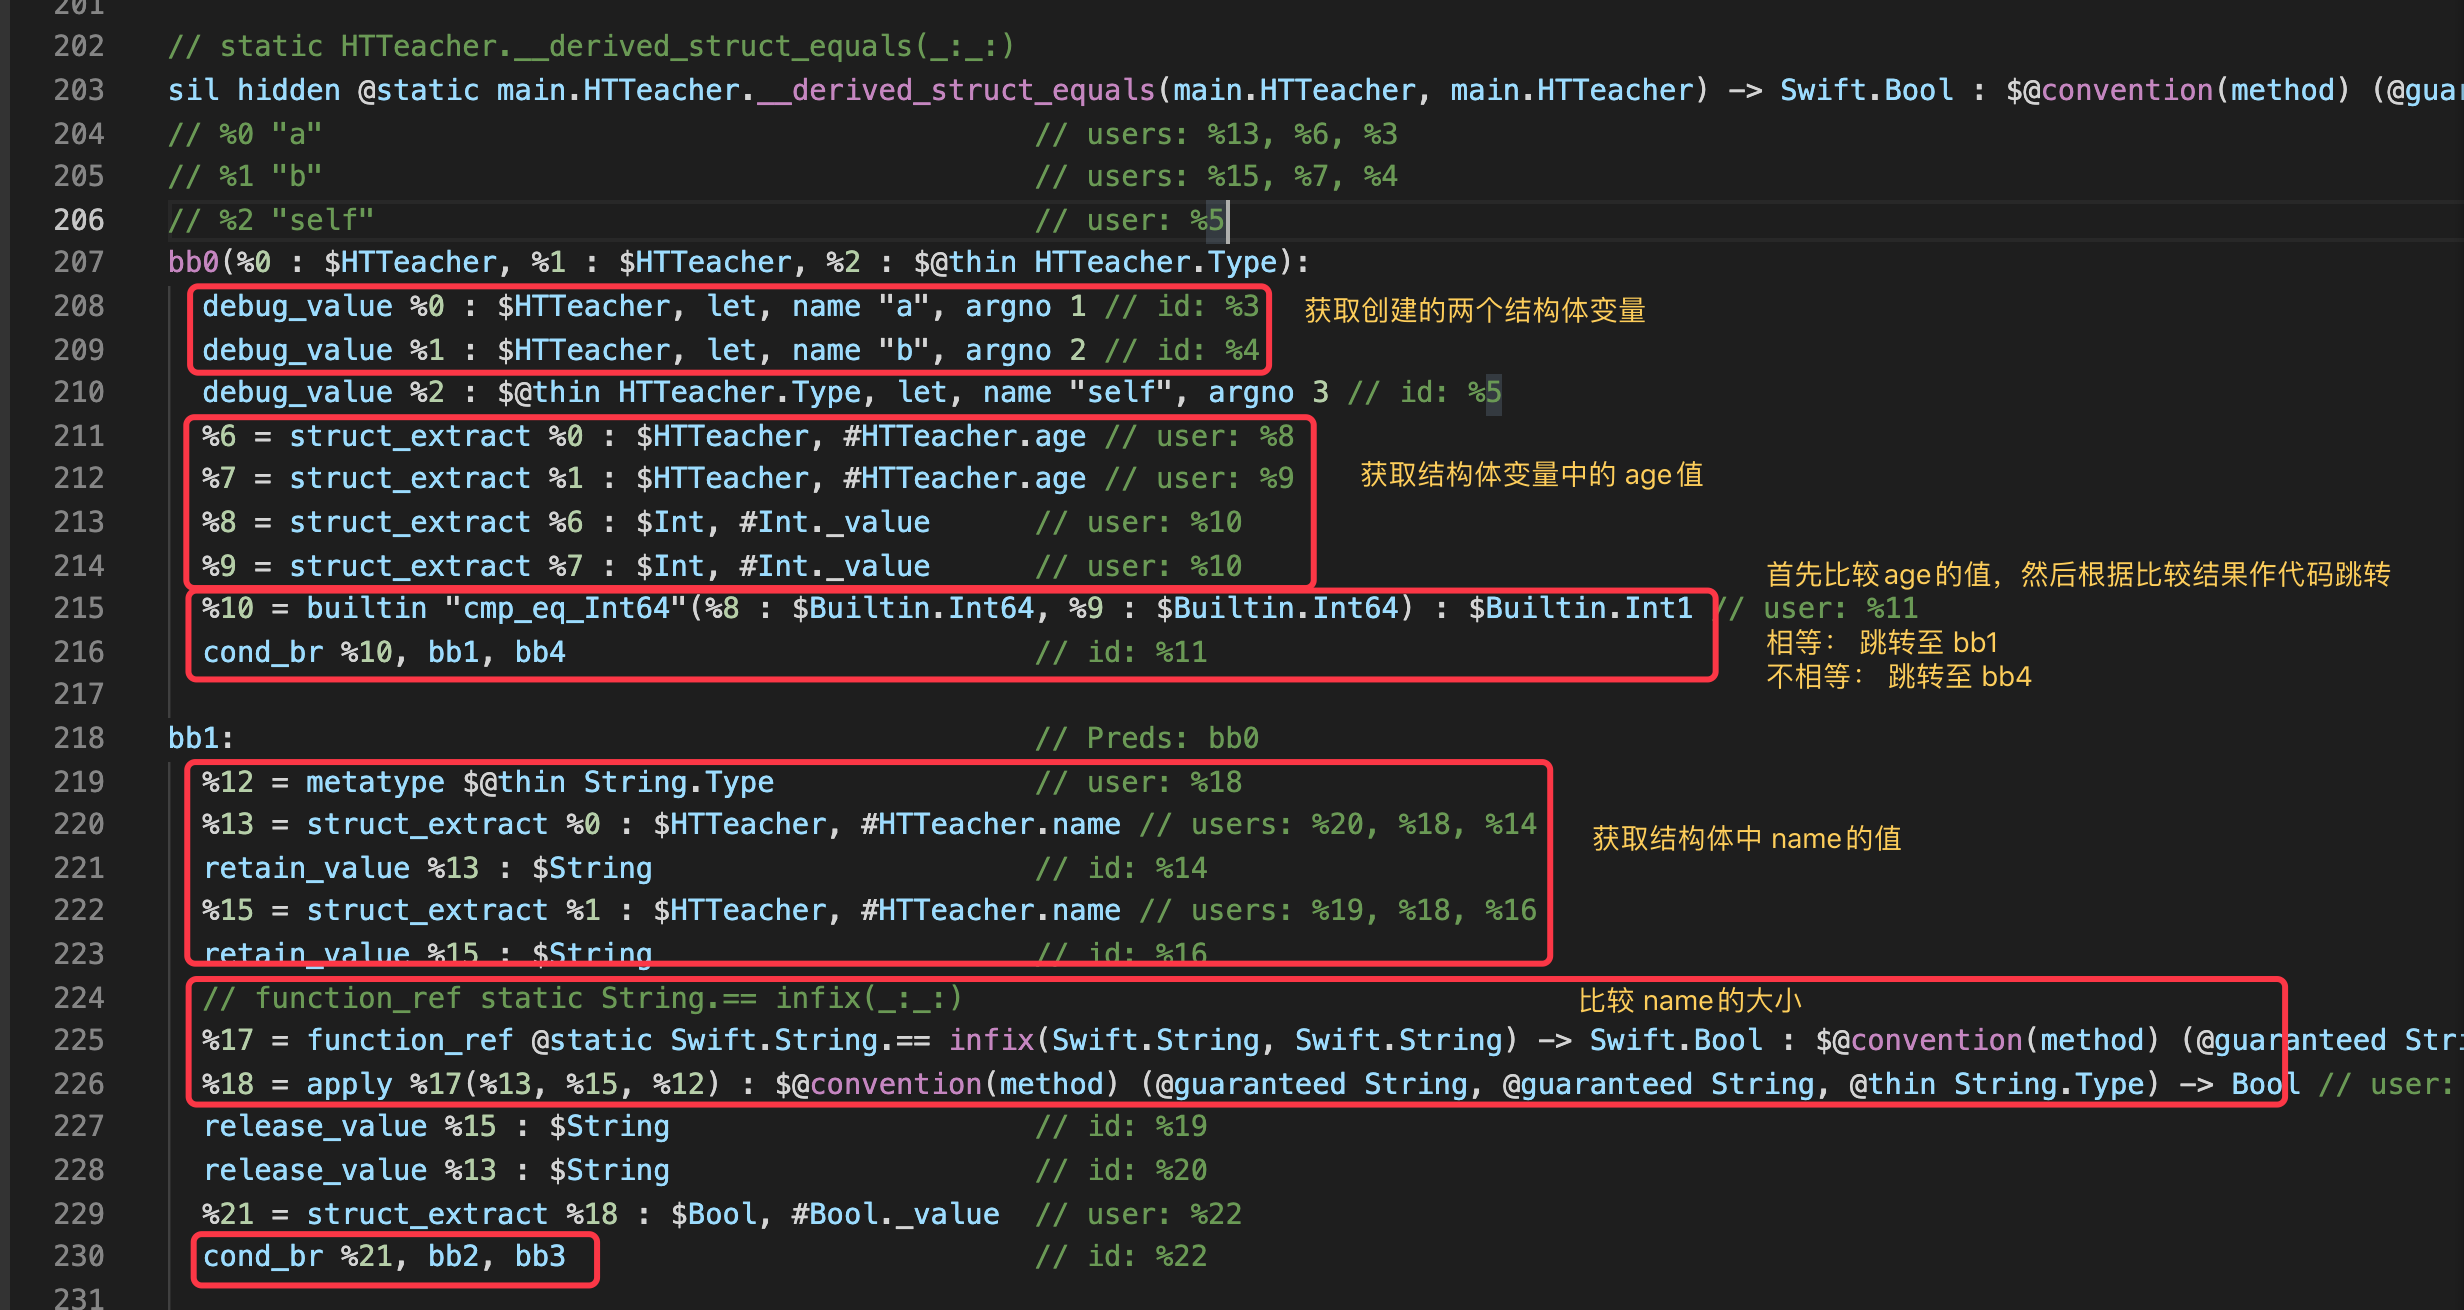 201
202 // static HTTeacher.__derived_struct_equals(_:_:)
203 sil hidden @static main.HTTeacher.__derived_struct_equals(main.HTTeacher, main.HTTeacher) -> Swift.Bool : $@convention(method) (@guar
204 // %0 "a" // users: %13, %6, %3
205 // %1 "b" // users: %15, %7, %4
206 // %2 "self" // user: %5
207 bb0(%0 : $HTTeacher, %1 : $HTTeacher, %2 : $@thin HTTeacher.Type):
208 debug_value %0 : $HTTeacher, let, name "a", argno 1 // id: %3
获取创建的两个结构体变量
209 debug_value %1 : $HTTeacher, let, name "b", argno 2 // id: %4
210 debug_value %2 : $@thin HTTeacher.Type, let, name "self", argno 3 // id: %5
211 %6 = struct_extract %0 : $HTTeacher, #HTTeacher.age // user: %8
212 %7 = struct_extract %1 : $HTTeacher, #HTTeacher.age // user: %9
获取结构体变量中的 age值
213 %8 = struct_extract %6 : $Int, #Int._value // user: %10
214 %9 = struct_extract %7 : $Int, #Int._value // user: %10
首先比较age的值，然后根据比较结果作代码跳转
215 %10 = builtin "cmp_eq_Int64"(%8 : $Builtin.Int64, %9 : $Builtin.Int64) : $Builtin.Int1 // user: %11
相等： 跳转至 bb1
216 cond_br %10, bb1, bb4 // id: %11
不相等： 跳转至 bb4
217
218 bb1: // Preds: bb0
219 %12 = metatype $@thin String.Type // user: %18
220 %13 = struct_extract %0 : $HTTeacher, #HTTeacher.name // users: %20, %18, %14
获取结构体中 name的值
221 retain_value %13 : $String // id: %14
222 %15 = struct_extract %1 : $HTTeacher, #HTTeacher.name // users: %19, %18, %16
223 retain_value %15 : $String // id: %16
224 // function_ref static String.== infix(_:_:)
比较 name的大小
225 %17 = function_ref @static Swift.String.== infix(Swift.String, Swift.String) -> Swift.Bool : $@convention(method) (@guaranteed Stri
226 %18 = apply %17(%13, %15, %12) : $@convention(method) (@guaranteed String, @guaranteed String, @thin String.Type) -> Bool // user:
227 release_value %15 : $String // id: %19
228 release_value %13 : $String // id: %20
229 %21 = struct_extract %18 : $Bool, #Bool._value // user: %22
230 cond_br %21, bb2, bb3 // id: %22
231